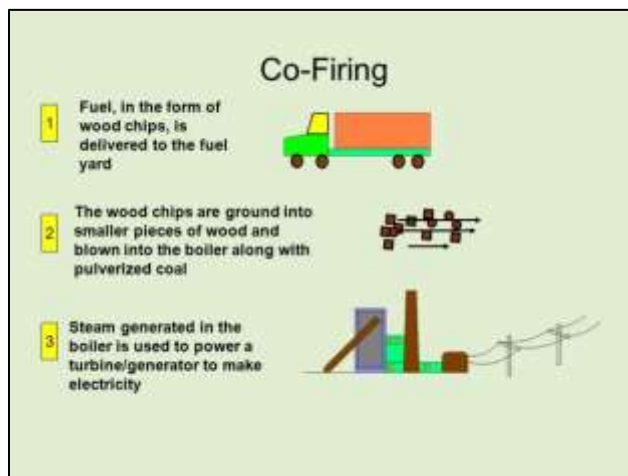 Co-Firing
1
Fuel, in the form of
wood chips, is
delivered to the fuel
yard
2
The wood chips are ground into
smaller pieces of wood and
blown into the boiler along with
pulverized coal
3
Steam generated in the
boiler is used to power a
turbine/generator to make
electricity